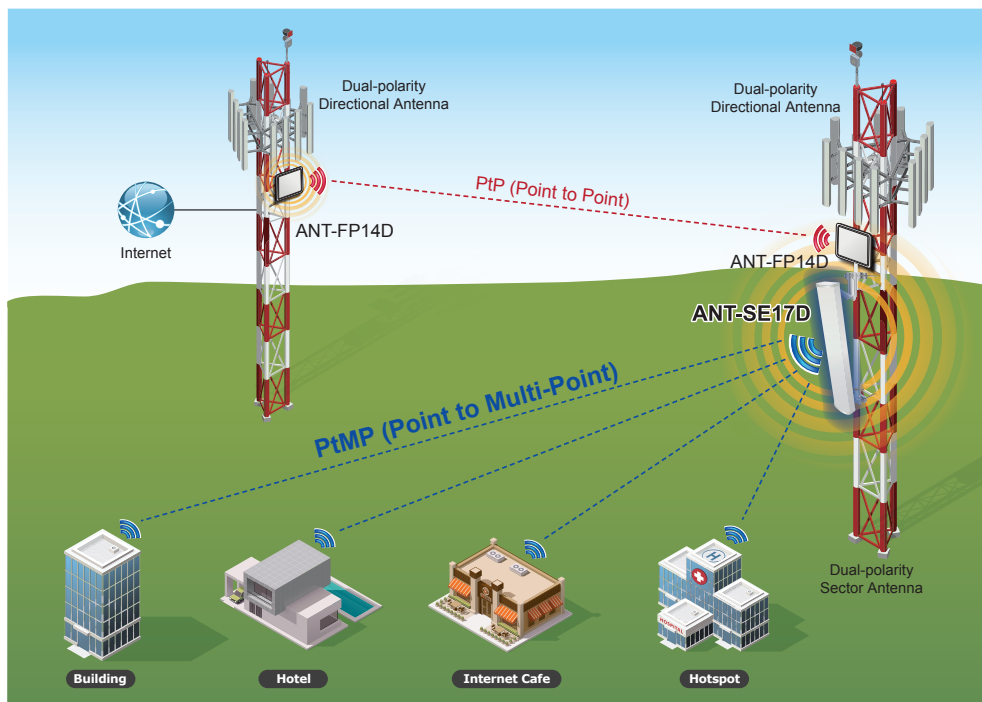 Dual-polarity
Directional Antenna
Dual-polarity
Directional Antenna
PtP (Point to Point)
Internet
ANT-FP14D
ANT-FP14D
ANT-SE17D
PtMP (Point to Multi-Point)
Dual-polarity
Sector Antenna
H
HOSPITAL
Building
Hotel
Internet Cafe
Hotspot